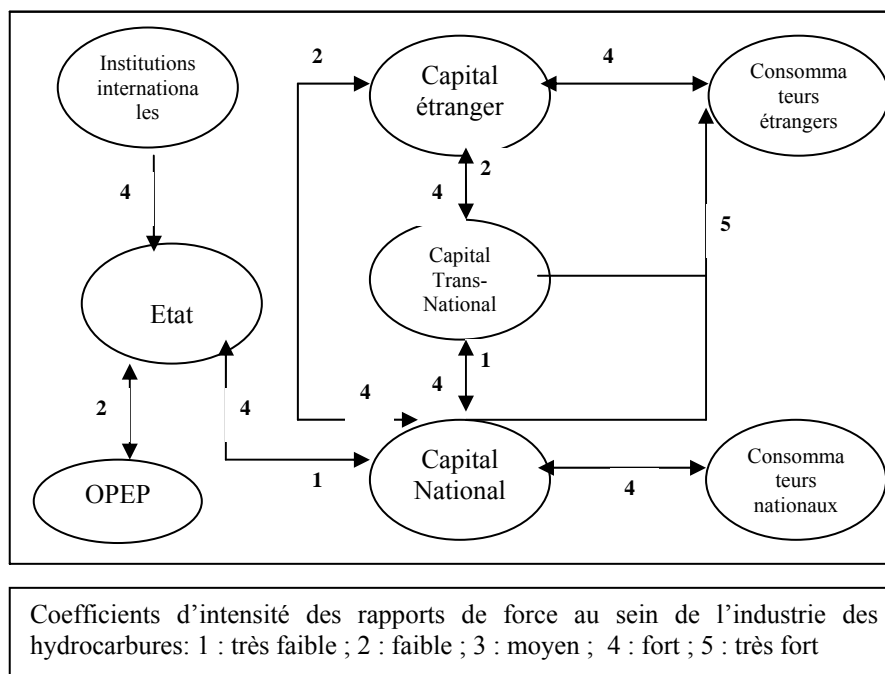 Institutions
internationa
les
2
Capital
étranger
4
Consomma
teurs
étrangers
4
2
4
5
Capital
Trans-
National
Etat
1
4
4
2
4
OPEP
1
Capital
National
4
Consomma
teurs
nationaux
Coefficients d’intensité des rapports de force au sein de l’industrie des
hydrocarbures: 1 : très faible ; 2 : faible ; 3 : moyen ; 4 : fort ; 5 : très fort